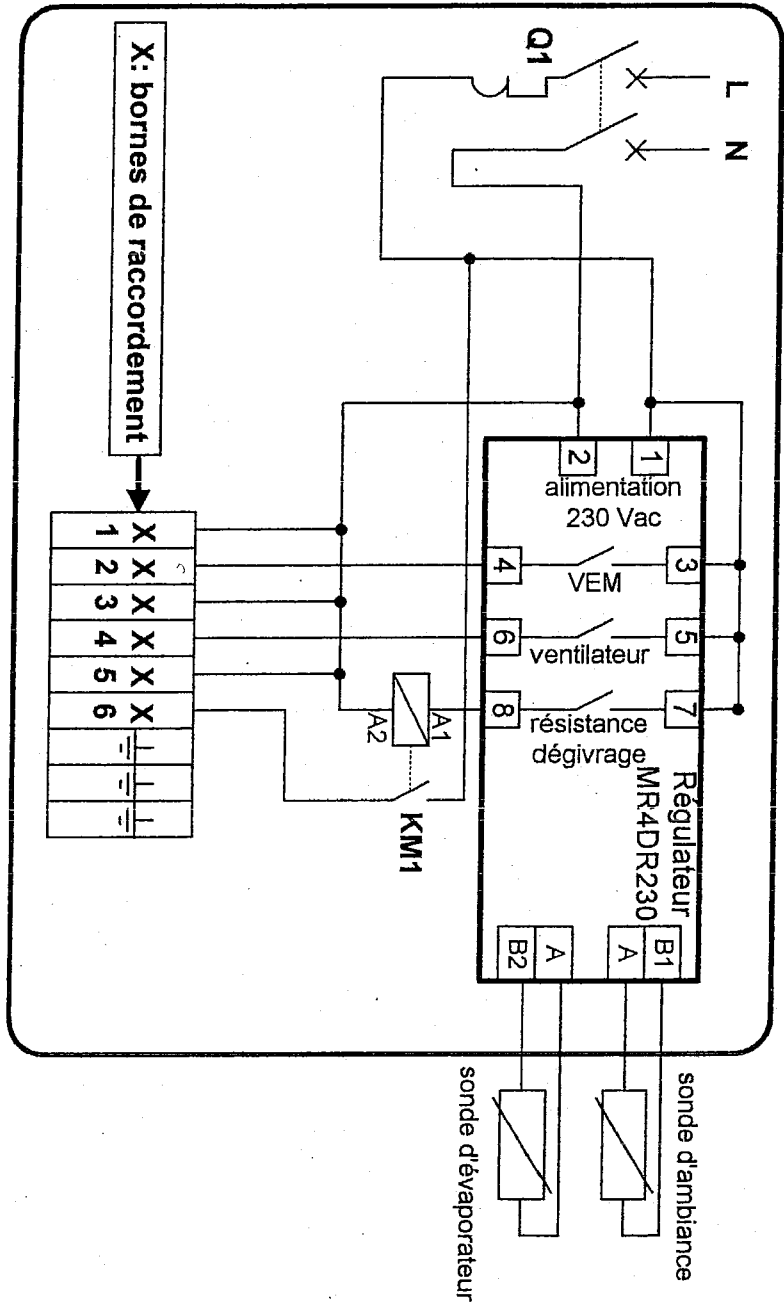 L
N
Q1
1
2
alimentation
230 Vac
3
VEM
4
5
ventilateur
6
7
résistance
dégivrage
8
Régulateur
MR4DR230
B1
A
A
B2
sonde d'ambiance
sonde d'évaporateur
A1
A2
KM1
X: bornes de raccordement
X 1
X 2
X 3
X 4
X 5
X 6